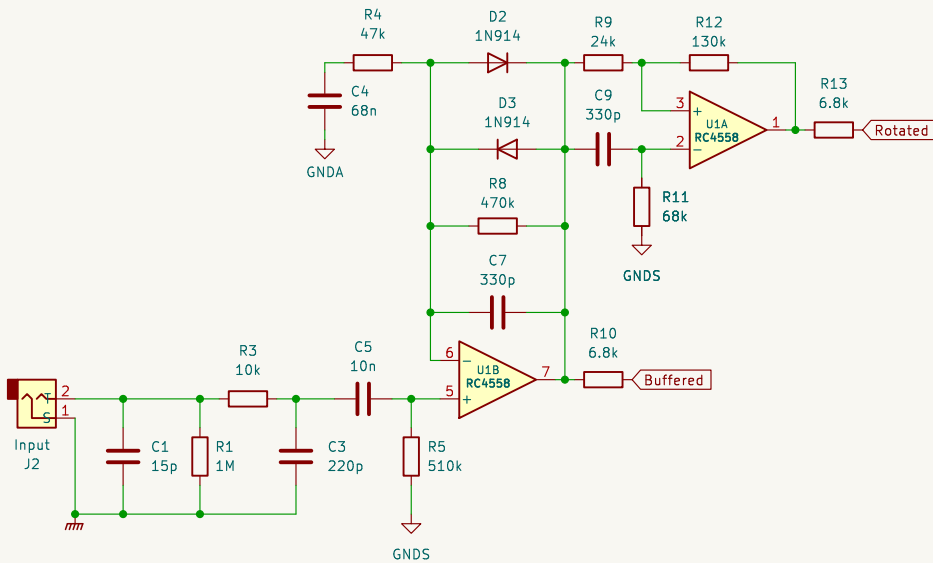 R4
47k
D2
1N914
R9
24k
R12
130k
C4
68n
GNDA
D3
1N914
C9
330p
3
+
U1A
RC4558
2
−
1
R13
6.8k
Rotated
R8
470k
R11
68k
GNDS
C7
330p
6
−
U1B
RC4558
5
+
7
R10
6.8k
Buffered
R3
10k
C5
10n
2
T
1
S
Input
J2
C1
15p
R1
1M
C3
220p
R5
510k
GNDS